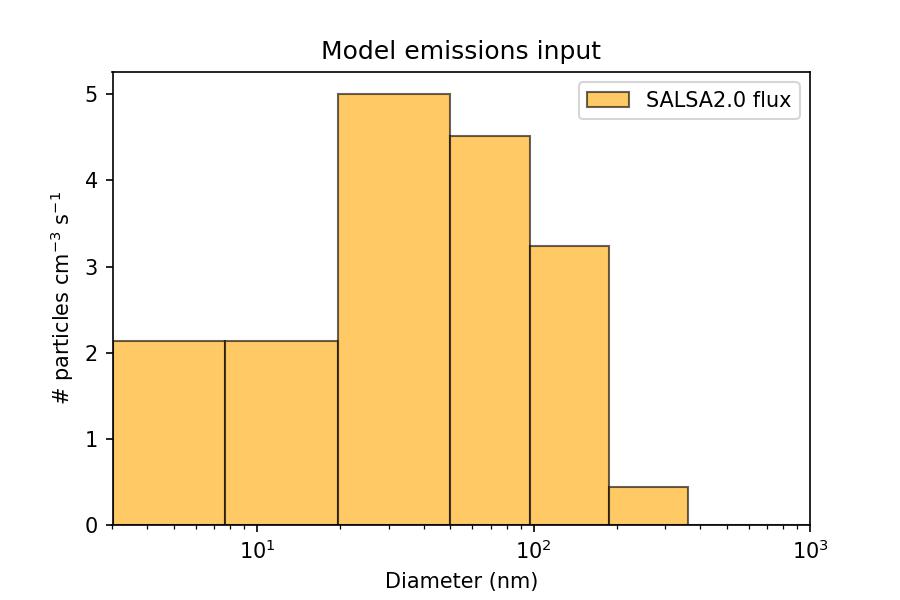 Model emissions input
SALSA2.0 flux
# particles cm⁻³ s⁻¹
5
4
3
2
1
0
10¹
10²
10³
Diameter (nm)